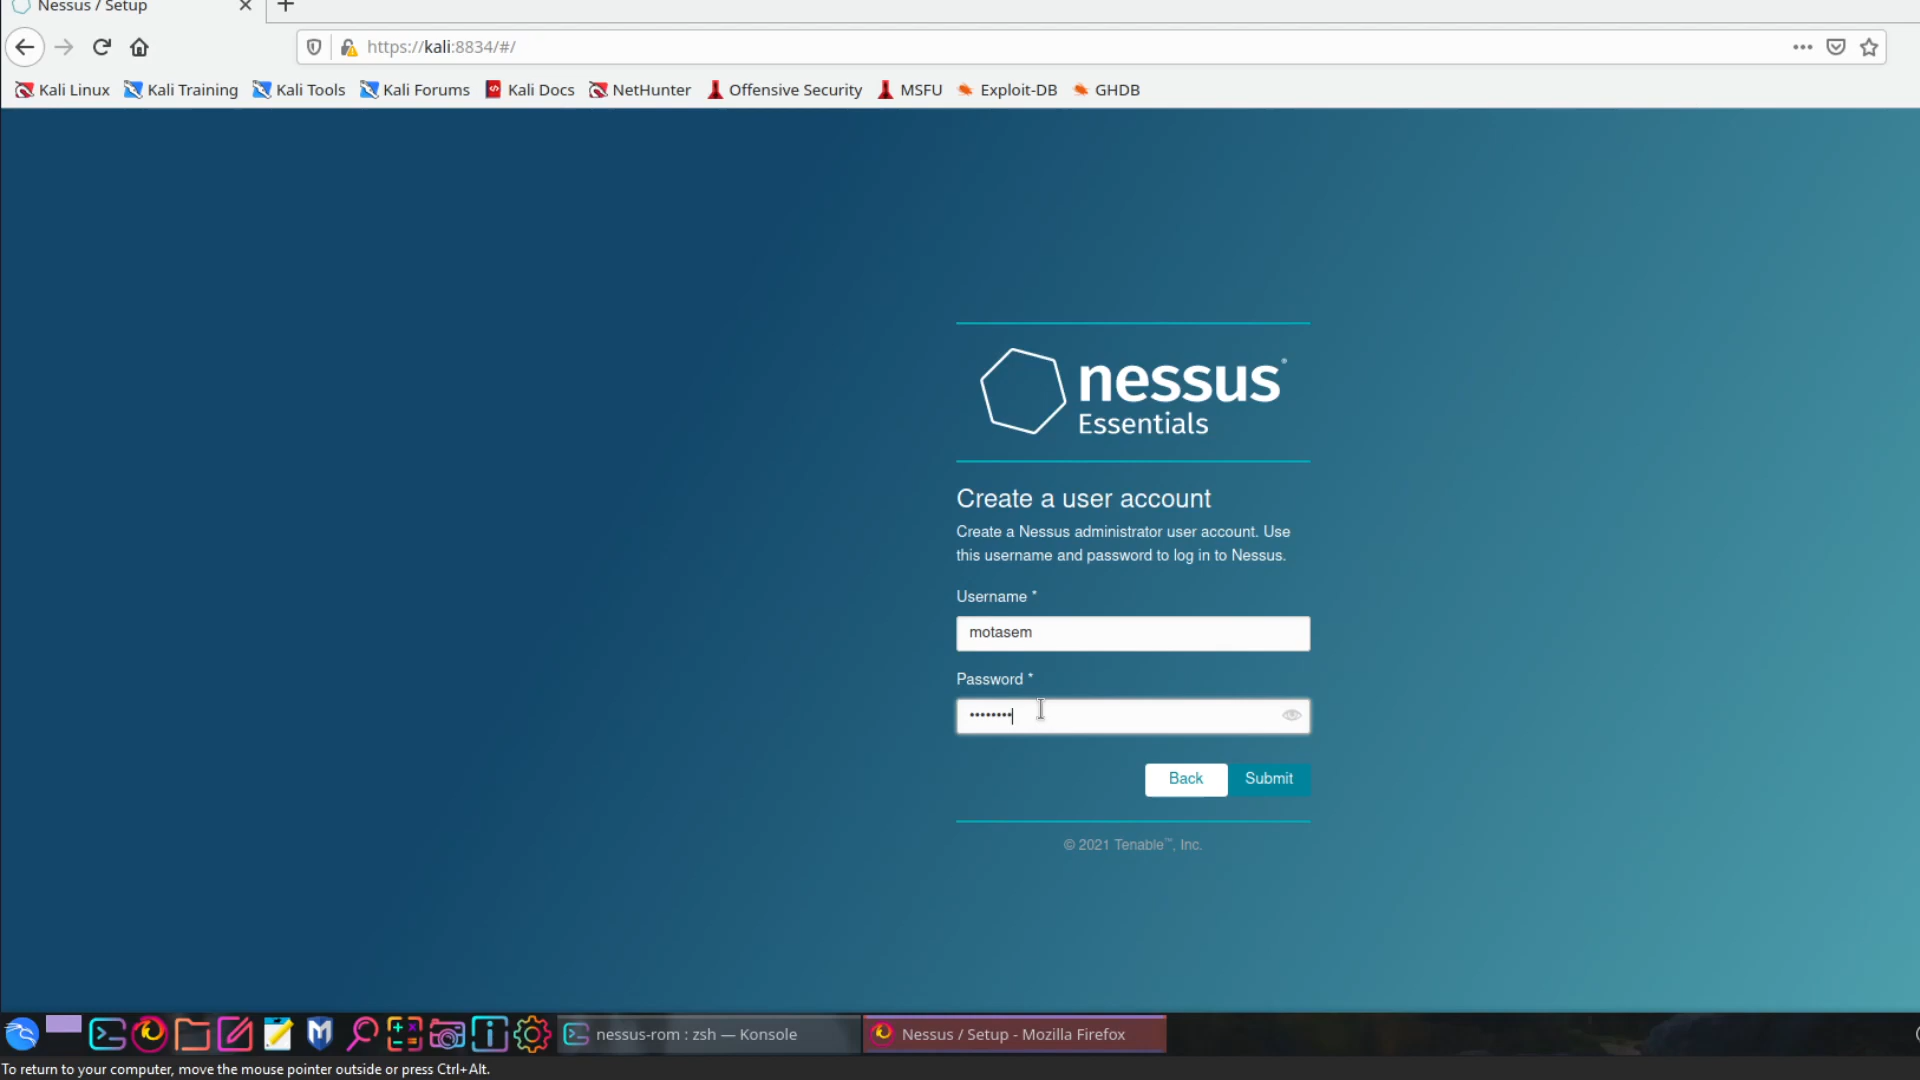 Nessus / Setup
https://kali:8834/#/
Kali Linux Kali Training Kali Tools Kali Forums Kali Docs NetHunter Offensive Security MSFU Exploit-DB GHDB
nessus®
Essentials
Create a user account
Create a Nessus administrator user account. Use
this username and password to log in to Nessus.
Username *
motasem
Password *
••••••••
Back Submit
© 2021 Tenable™, Inc.
nessus-rom : zsh — Konsole Nessus / Setup - Mozilla Firefox
To return to your computer, move the mouse pointer outside or press Ctrl+Alt.